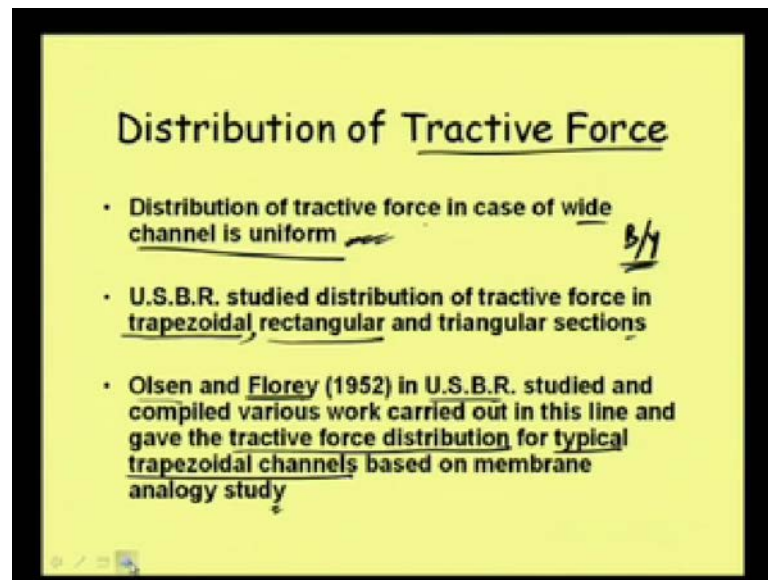 Distribution of Tractive Force
• Distribution of tractive force in case of wide
channel is uniform
B/y
• U.S.B.R. studied distribution of tractive force in
trapezoidal, rectangular and triangular sections
• Olsen and Florey (1952) in U.S.B.R. studied and
compiled various work carried out in this line and
gave the tractive force distribution for typical
trapezoidal channels based on membrane
analogy study